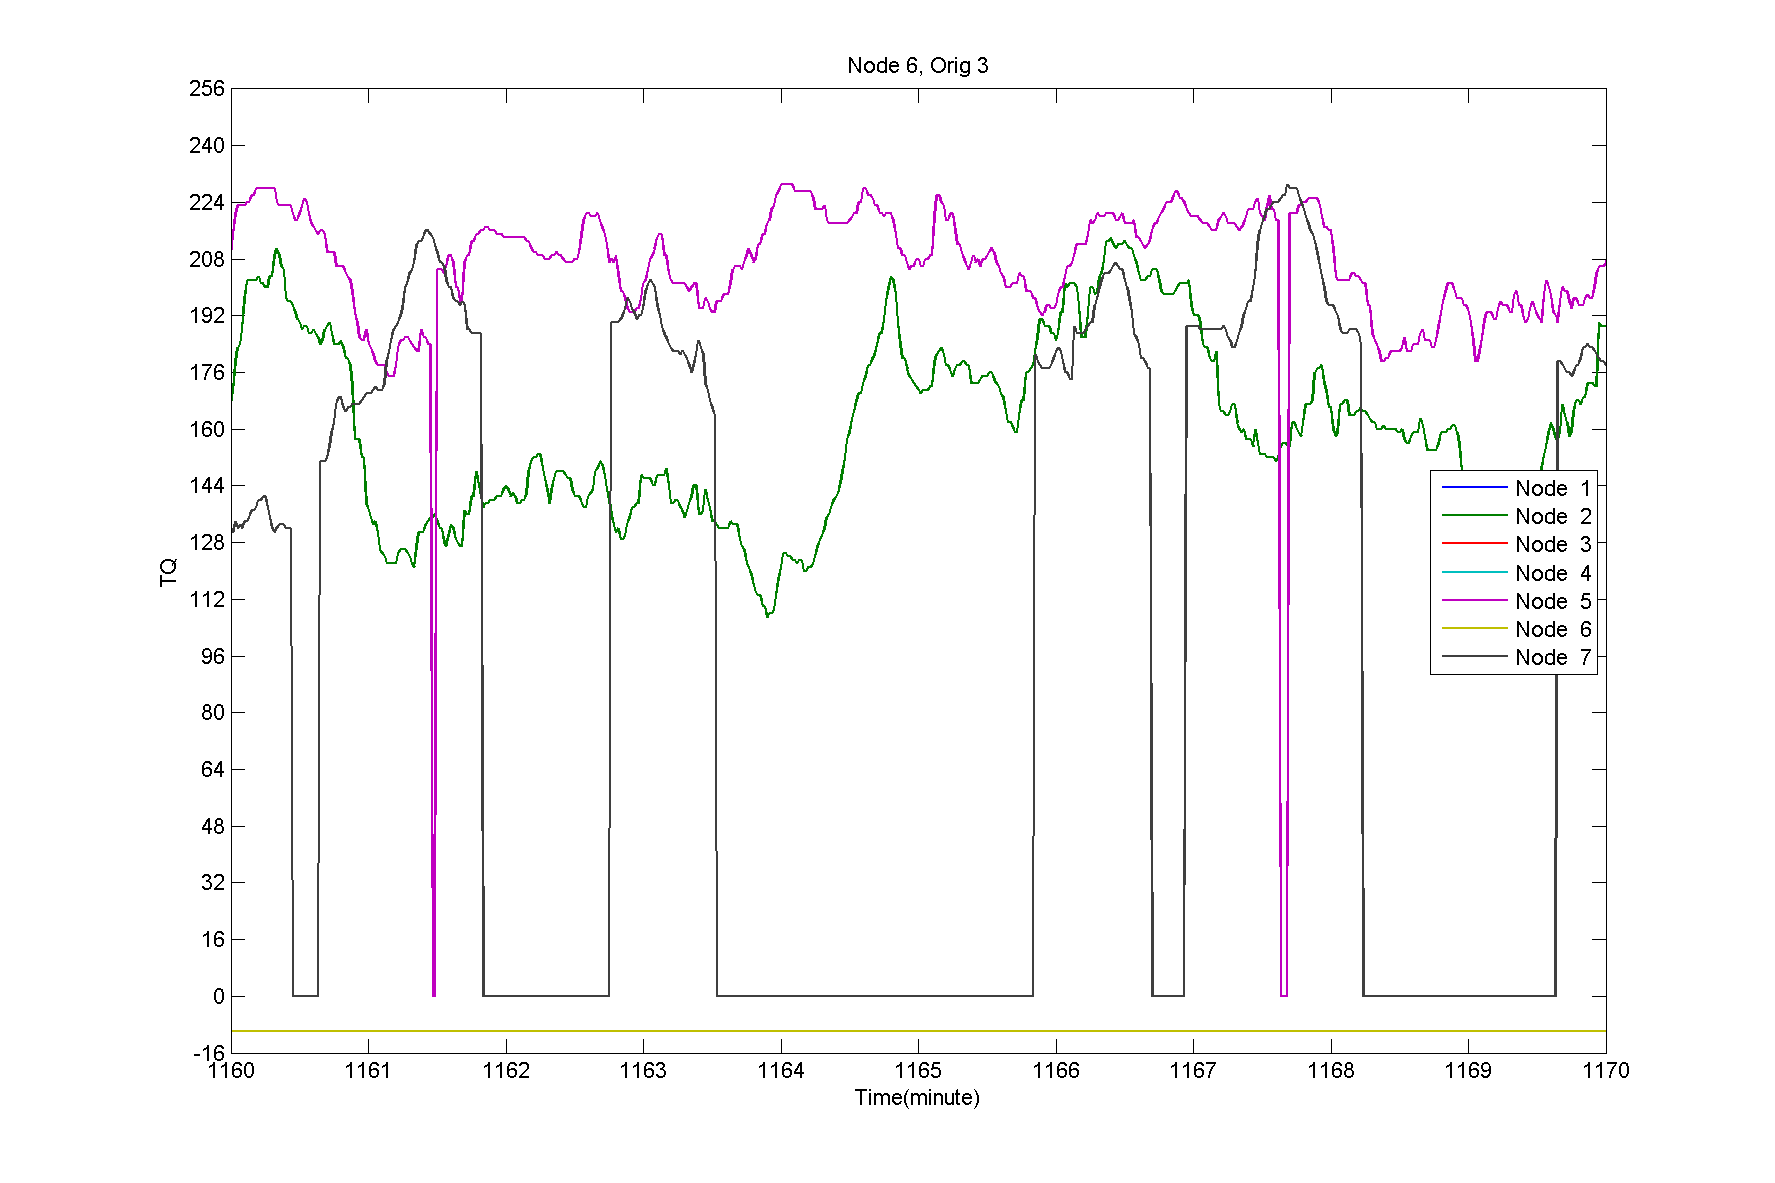 Node 6, Orig 3
256
240
224
208
192
176
160
144
128
112
96
80
64
48
32
16
0
-16
TQ
1160 1161 1162 1163 1164 1165 1166 1167 1168 1169 1170
Time(minute)
Node 1
Node 2
Node 3
Node 4
Node 5
Node 6
Node 7